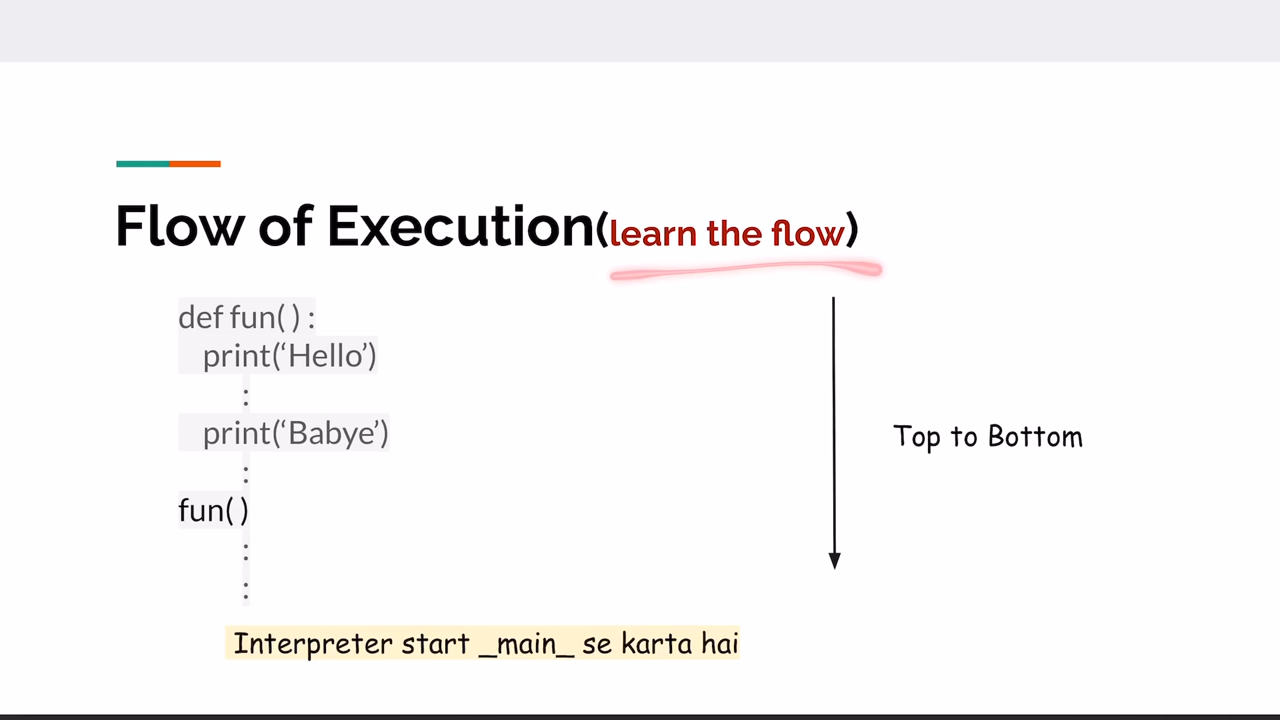 Flow of Execution(learn the flow)
def fun( ) :
print(‘Hello’)
:
print(‘Babye’)
:
fun( )
:
:
Top to Bottom
Interpreter start _main_ se karta hai